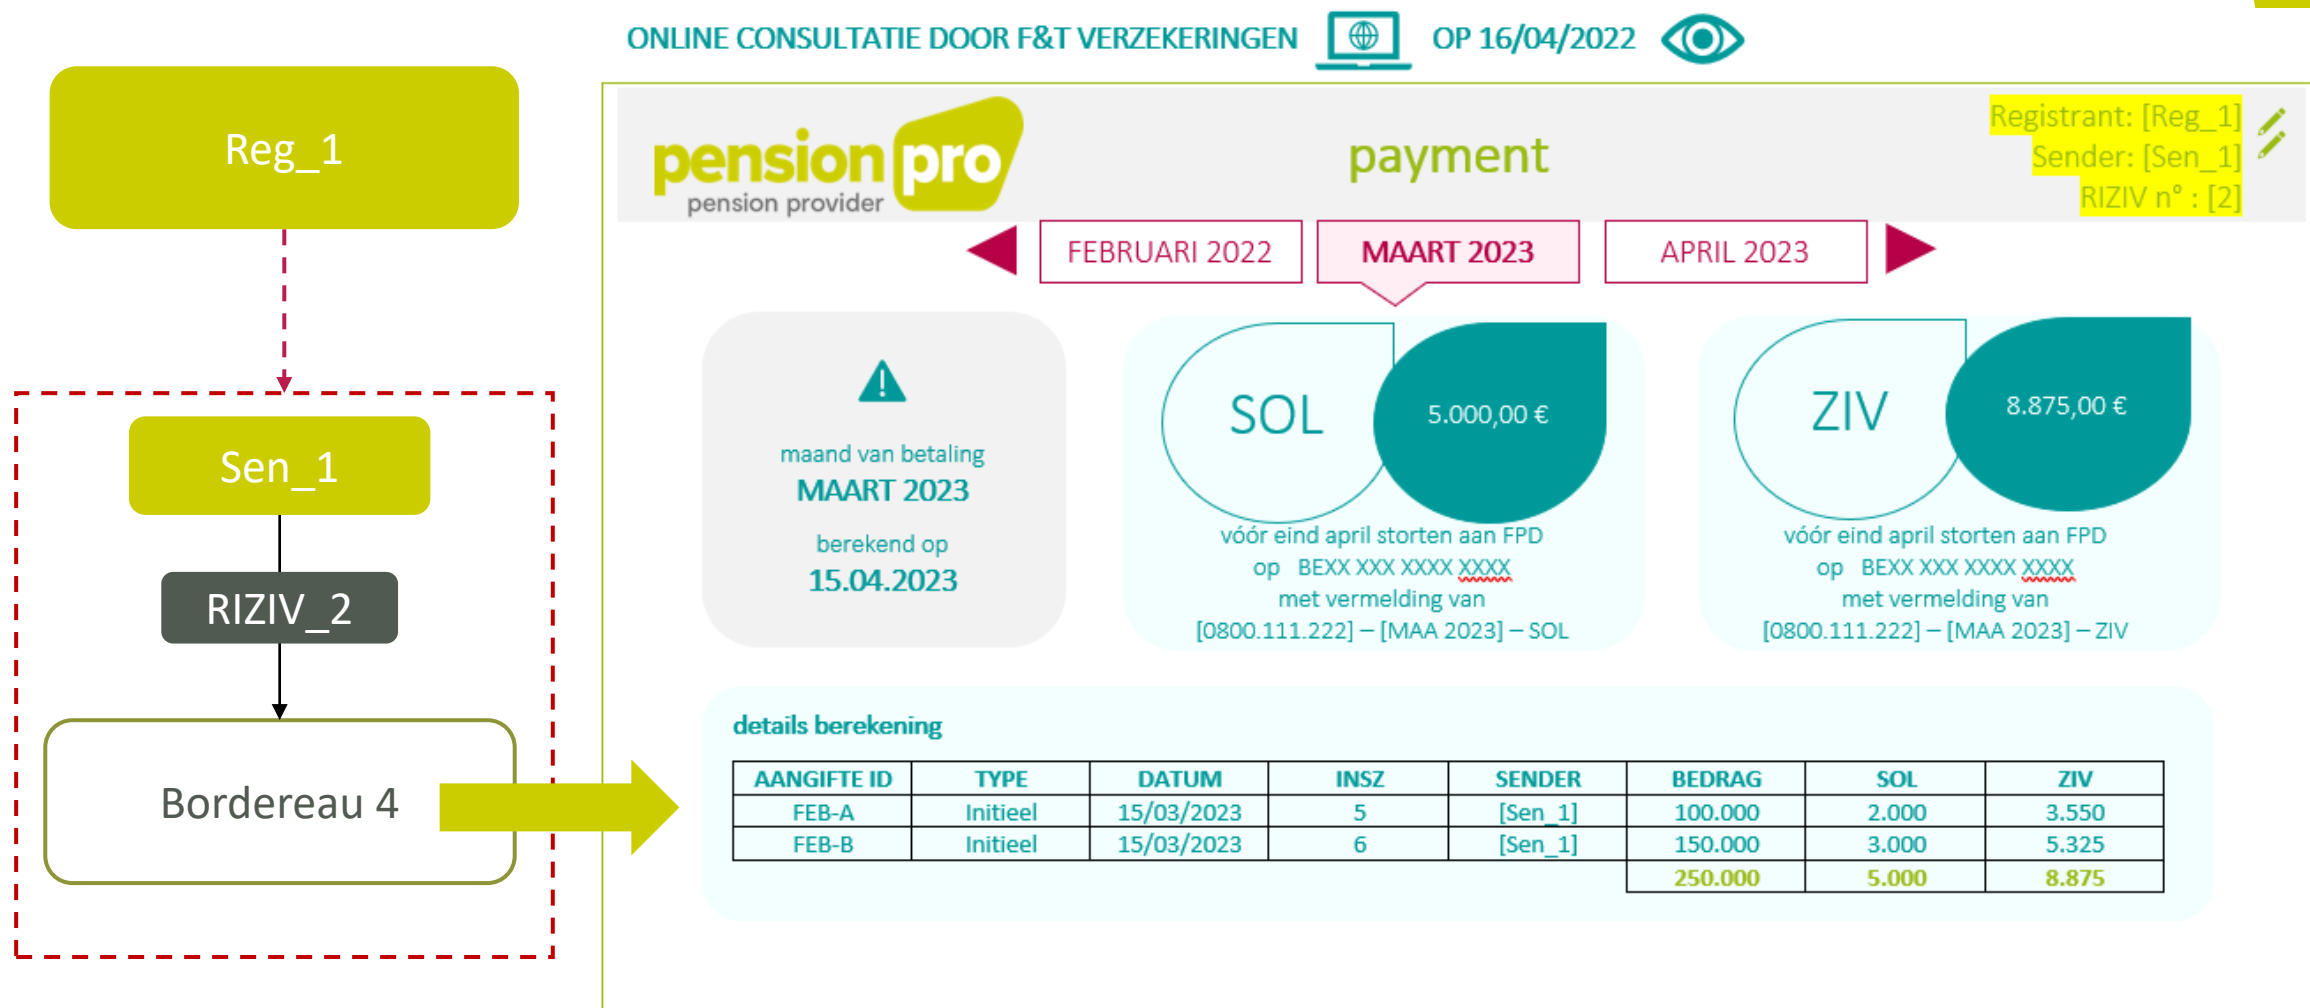 ONLINE CONSULTATIE DOOR F&T VERZEKERINGEN OP 16/04/2022
Reg_1
Sen_1
RIZIV_2
Bordereau 4
pension pro
pension provider
payment
Registrant: [Reg_1]
Sender: [Sen_1]
RIZIV n° : [2]
FEBRUARI 2022 MAART 2023 APRIL 2023
maand van betaling
MAART 2023
berekend op
15.04.2023
SOL 5.000,00 €
vóór eind april storten aan FPD
op BEXX XXX XXXX XXXX
met vermelding van
[0800.111.222] – [MAA 2023] – SOL
ZIV 8.875,00 €
vóór eind april storten aan FPD
op BEXX XXX XXXX XXXX
met vermelding van
[0800.111.222] – [MAA 2023] – ZIV
details berekening
AANGIFTE ID TYPE DATUM INSZ SENDER BEDRAG SOL ZIV
FEB-A Initieel 15/03/2023 5 [Sen_1] 100.000 2.000 3.550
FEB-B Initieel 15/03/2023 6 [Sen_1] 150.000 3.000 5.325
250.000 5.000 8.875